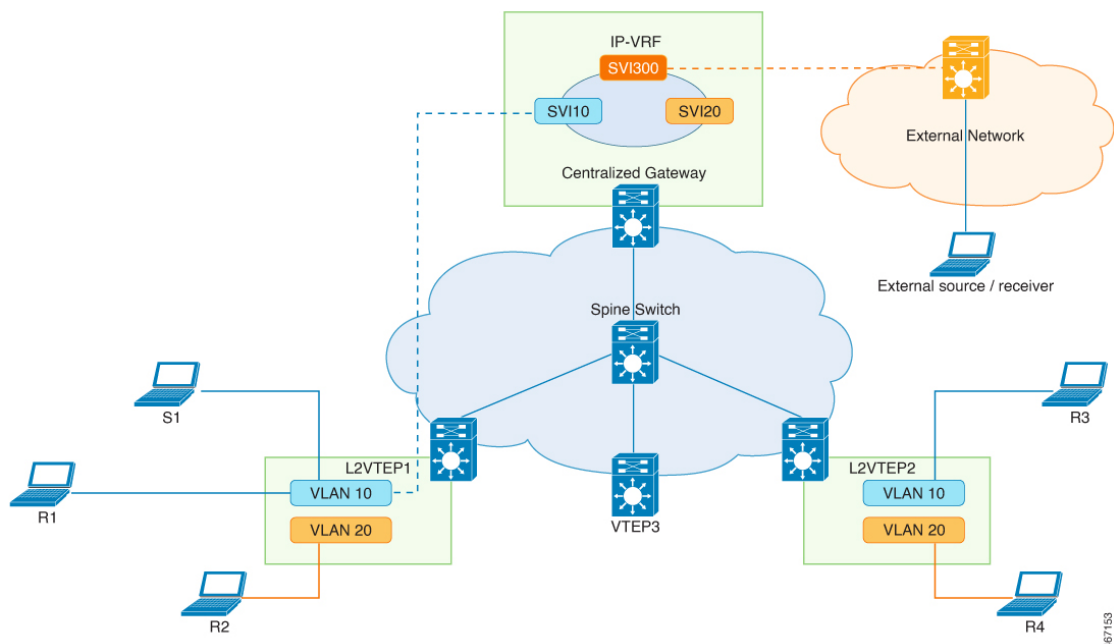 IP-VRF
SVI300
SVI10
SVI20
External Network
Centralized Gateway
External source / receiver
Spine Switch
S1
R3
L2VTEP1
L2VTEP2
VLAN 10
VLAN 10
R1
VTEP3
VLAN 20
VLAN 20
R2
R4
67153